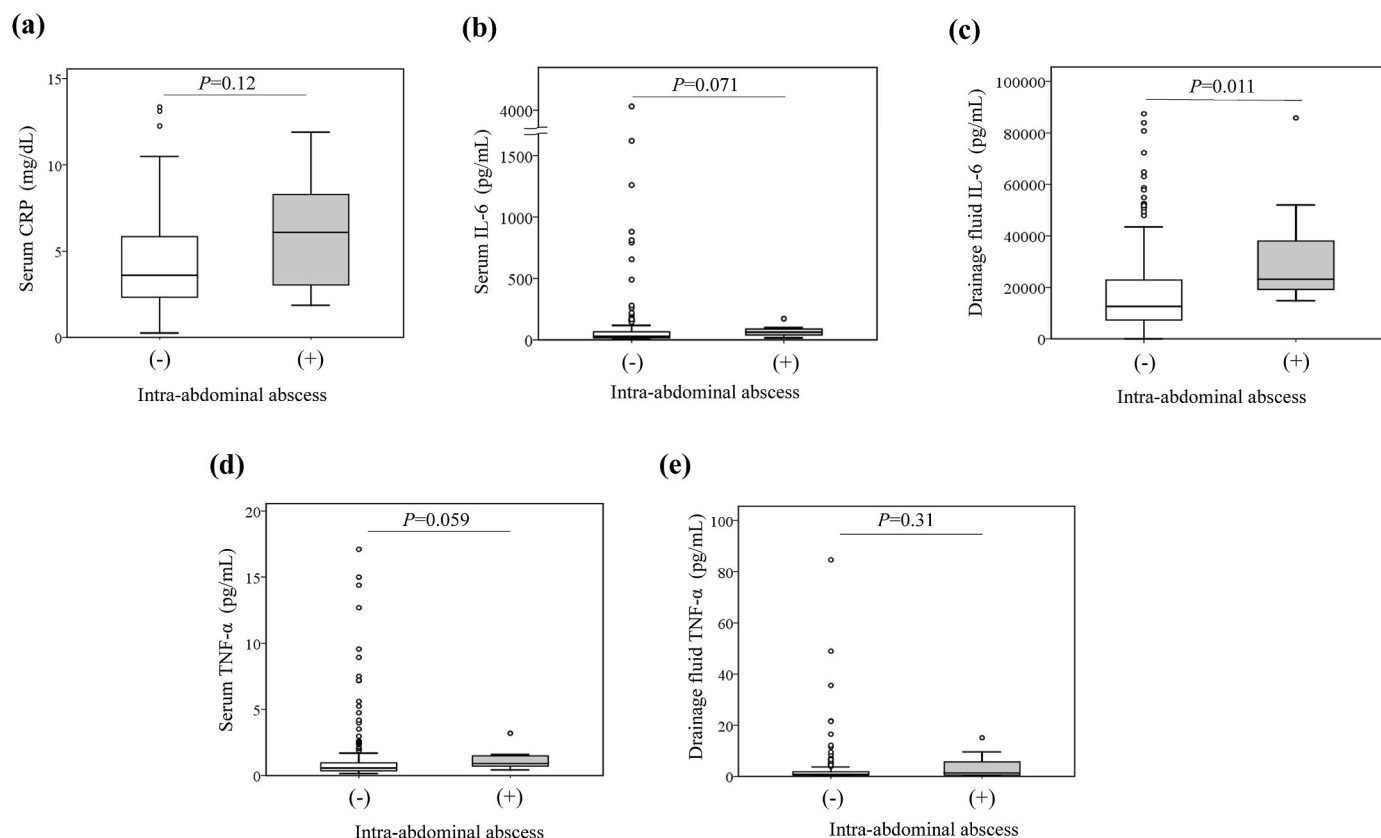 (a)
P=0.12
15
10
5
0
Serum CRP (mg/dL)
(-)
(+)
Intra-abdominal abscess
(b)
P=0.071
4000
1500
1000
500
0
Serum IL-6 (pg/mL)
(-)
(+)
Intra-abdominal abscess
(c)
P=0.011
100000
80000
60000
40000
20000
0
Drainage fluid IL-6 (pg/mL)
(-)
(+)
Intra-abdominal abscess
(d)
P=0.059
20
15
10
5
0
Serum TNF-α (pg/mL)
(-)
(+)
Intra-abdominal abscess
(e)
P=0.31
100
80
60
40
20
0
Drainage fluid TNF-α (pg/mL)
(-)
(+)
Intra-abdominal abscess